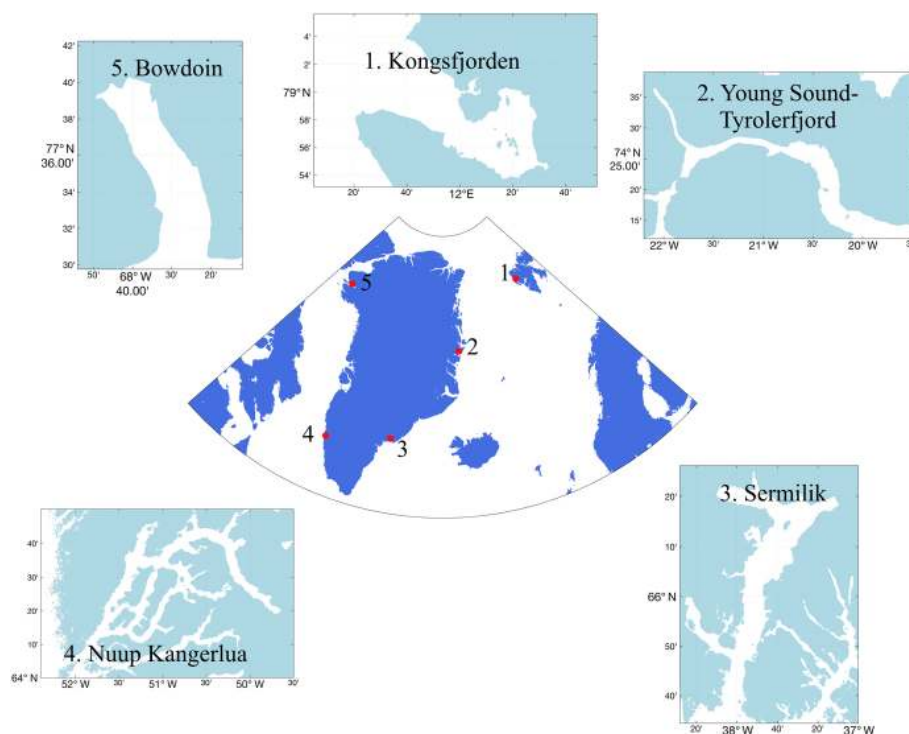 42'
40'
38'
77° N
36.00'
34'
32'
30'
50'
68° W
40.00'
30'
20'
5. Bowdoin
4'
2'
79° N
58'
56'
54'
20'
40'
12°E
20'
40'
1. Kongsfjorden
35'
30'
74° N
25.00'
20'
15'
22°W
30'
21°W
30'
20°W
30'
2. Young Sound-
Tyrolerfjord
5
1
2
4
3
40'
30'
20'
10'
64° N
52°W
30'
51°W
30'
50°W
30'
4. Nuup Kangerlua
20'
10'
66° N
50'
40'
20'
38°W
40'
20'
37°W
3. Sermilik